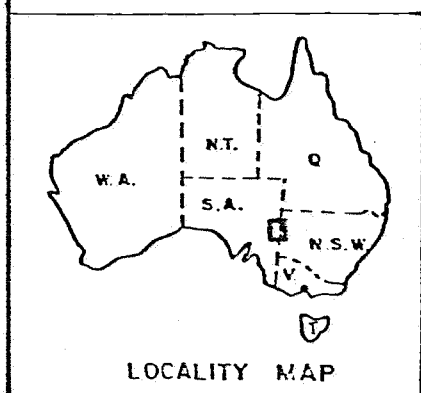 N.T.
Q
W.A.
S.A.
N.S.W.
V
T
LOCALITY MAP